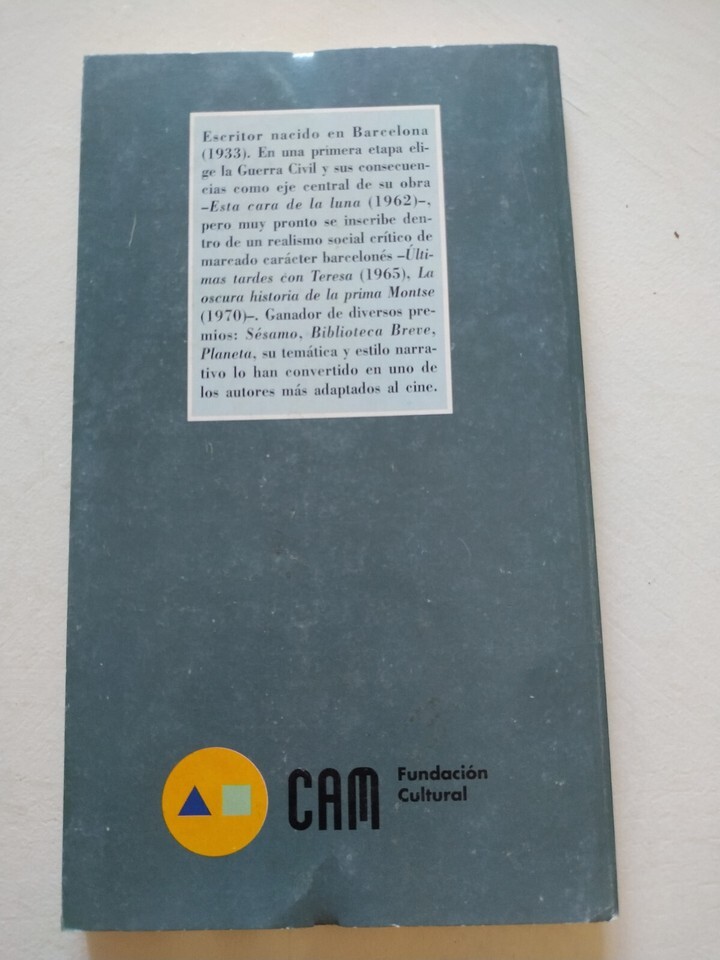 Escritor nacido en Barcelona
(1933). En una primera etapa eli-
ge la Guerra Civil y sus consecuen-
cias como eje central de su obra
–Esta cara de la luna (1962)–,
pero muy pronto se inscribe den-
tro de un realismo social crítico de
marcado carácter barcelonés –Últi-
mas tardes con Teresa (1965), La
oscura historia de la prima Montse
(1970)–. Ganador de diversos pre-
mios: Sésamo, Biblioteca Breve,
Planeta, su temática y estilo narra-
tivo lo han convertido en uno de
los autores más adaptados al cine.
CAM
Fundación
Cultural